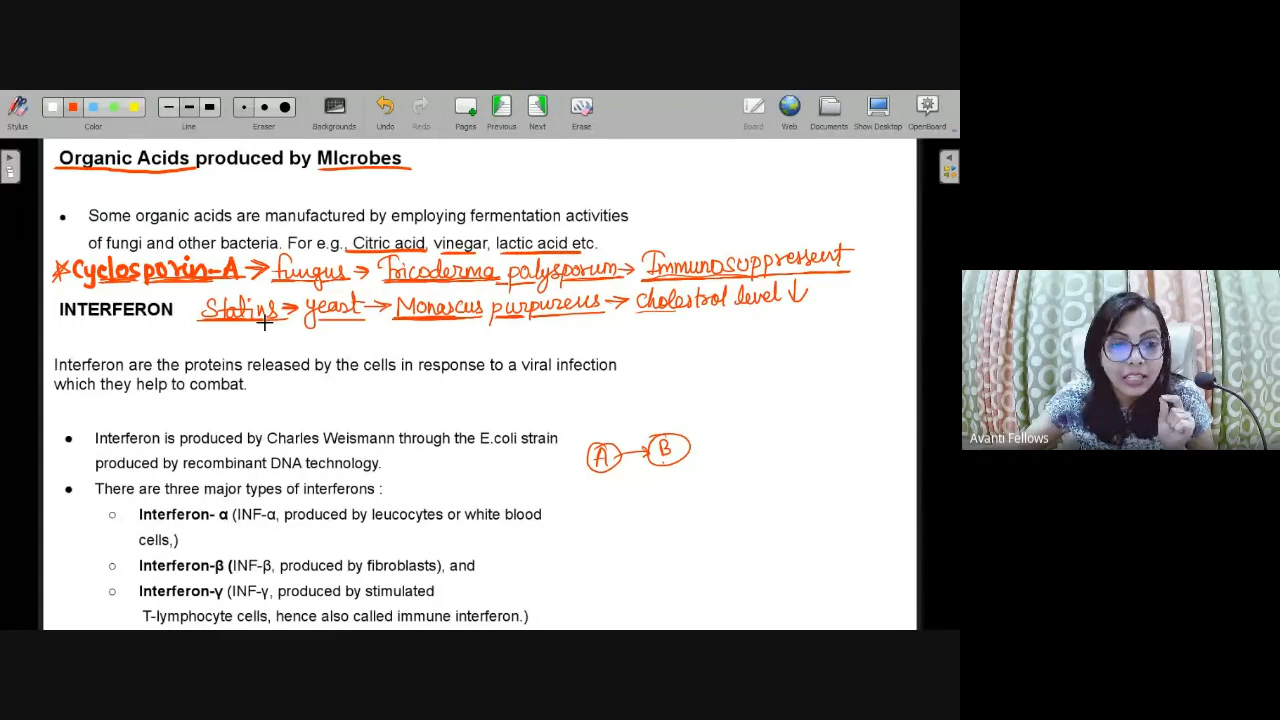 Stylus Color Line Eraser Backgrounds Undo Redo Pages Previous Next Erase Board Web Documents Show Desktop OpenBoard
Organic Acids produced by MIcrobes
• Some organic acids are manufactured by employing fermentation activities
of fungi and other bacteria. For e.g., Citric acid, vinegar, lactic acid etc.
Cyclosporin-A → fungus → Tricoderma palysporum → Immunosuppressent
INTERFERON Statins → yeast → Monascus purpureus → cholestrol level ↓
Interferon are the proteins released by the cells in response to a viral infection
which they help to combat.
• Interferon is produced by Charles Weismann through the E.coli strain
produced by recombinant DNA technology.
A → B
• There are three major types of interferons :
○ Interferon- α (INF-α, produced by leucocytes or white blood
cells,)
○ Interferon-β (INF-β, produced by fibroblasts), and
○ Interferon-γ (INF-γ, produced by stimulated
T-lymphocyte cells, hence also called immune interferon.)
Avanti Fellows